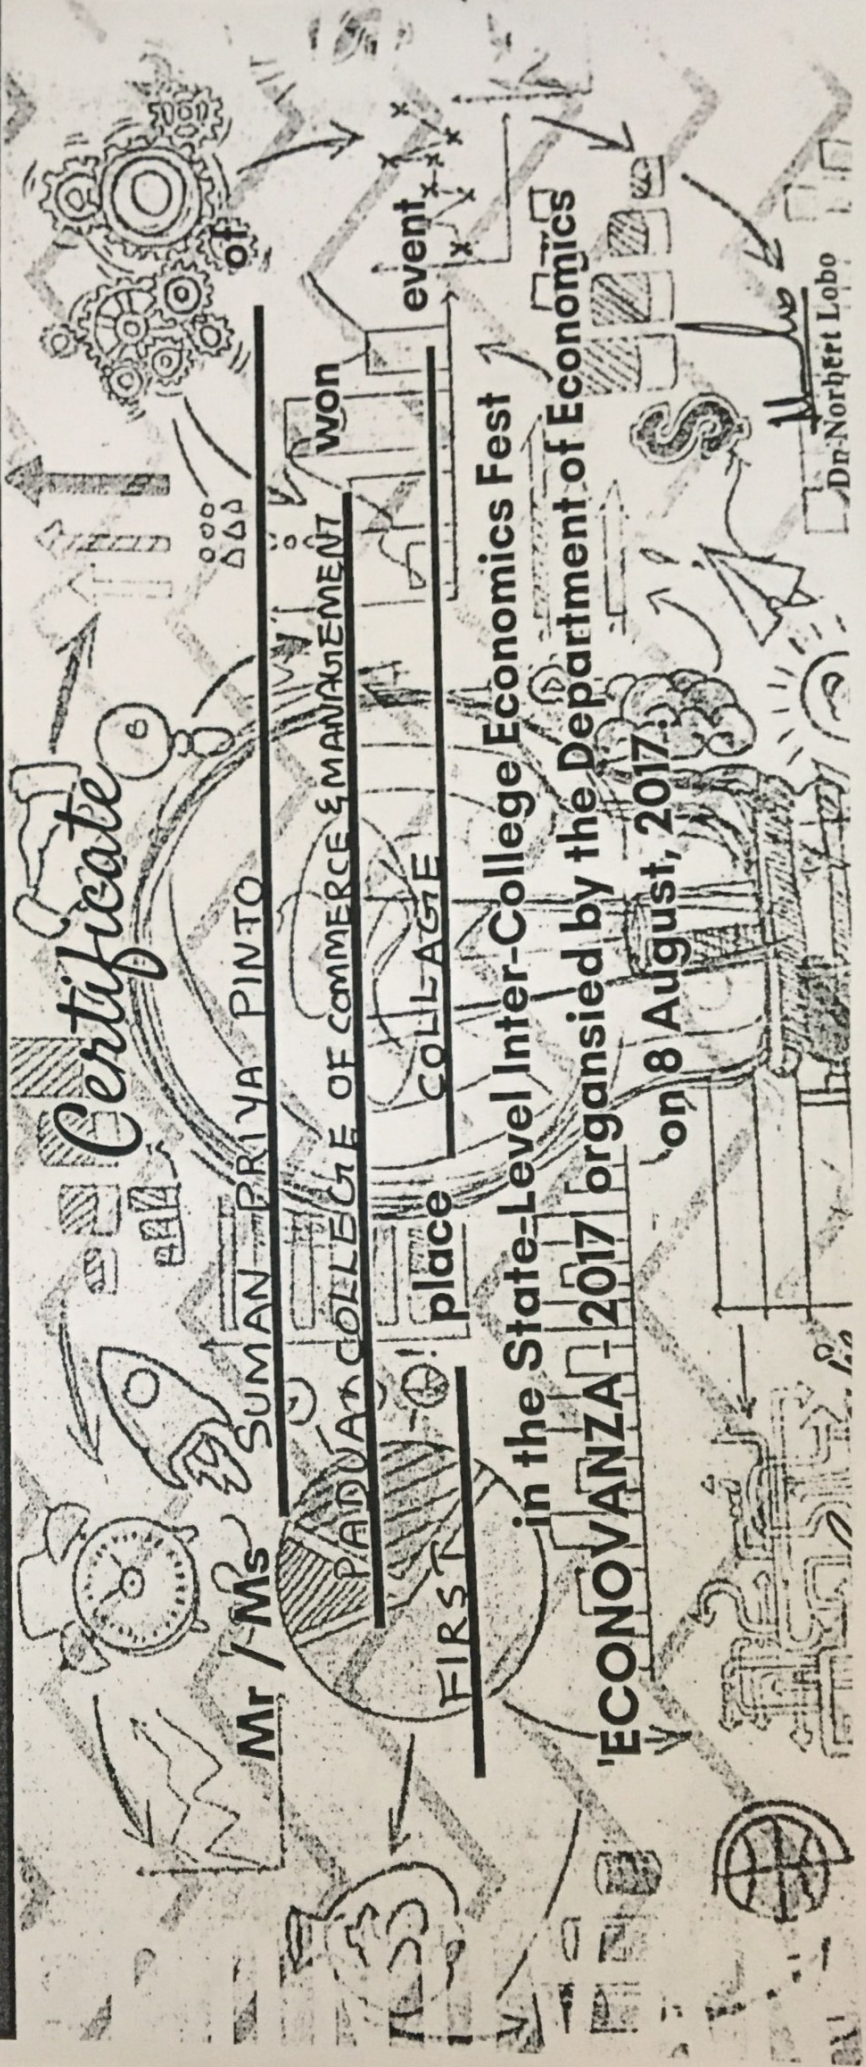 Certificate
Mr / Ms SUMAN PRIYA PINTO of
PADUA COLLEGE OF COMMERCE & MANAGEMENT won
FIRST place COLLAGE event
in the State-Level Inter-College Economics Fest
'ECONOVANZA - 2017' organsied by the Department of Economics
on 8 August, 2017.
Dr Norbert Lobo